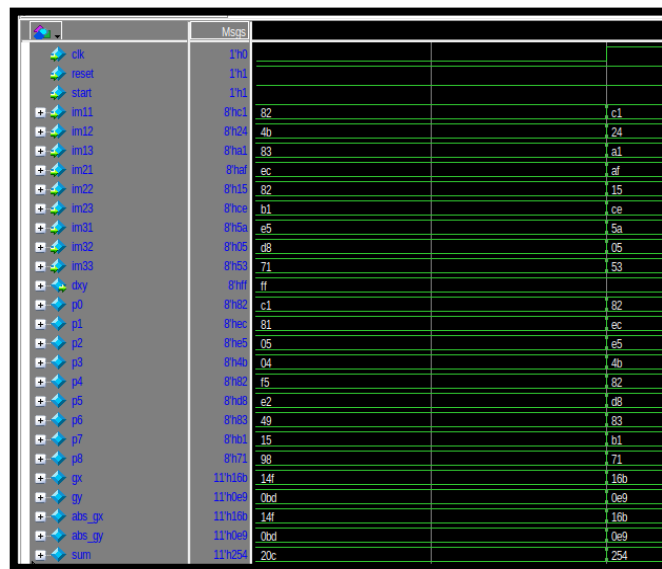 Msgs
clk 1'h0
reset 1'h1
start 1'h1
im11 8'hc1 82 c1
im12 8'h24 4b 24
im13 8'ha1 83 a1
im21 8'haf ec af
im22 8'h15 82 15
im23 8'hce b1 ce
im31 8'h5a e5 5a
im32 8'h05 d8 05
im33 8'h53 71 53
dxy 8'hff ff
p0 8'h82 c1 82
p1 8'hec 81 ec
p2 8'he5 05 e5
p3 8'h4b 04 4b
p4 8'h82 f5 82
p5 8'hd8 e2 d8
p6 8'h83 49 83
p7 8'hb1 15 b1
p8 8'h71 98 71
gx 11'h16b 14f 16b
gy 11'h0e9 0bd 0e9
abs_gx 11'h16b 14f 16b
abs_gy 11'h0e9 0bd 0e9
sum 11'h254 20c 254